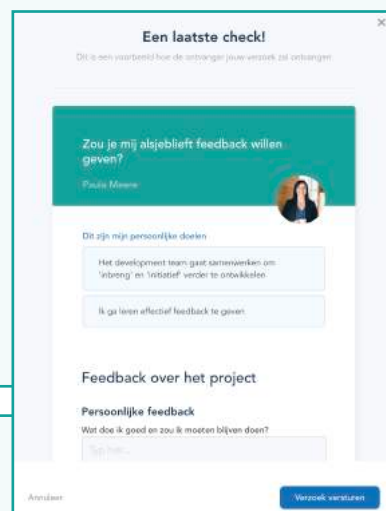 Een laatste check!
Dit is een voorbeeld hoe de ontvanger jouw verzoek zal ontvangen
Zou je mij alsjeblieft feedback willen
geven?
Paula Meere
Dit zijn mijn persoonlijke doelen
Het development team gaat samenwerken om
'inbreng' en 'initiatief' verder te ontwikkelen
Ik ga leren effectief feedback te geven
Feedback over het project
Persoonlijke feedback
Wat doe ik goed en zou ik moeten blijven doen?
Typ hier...
Annuleer
Verzoek versturen